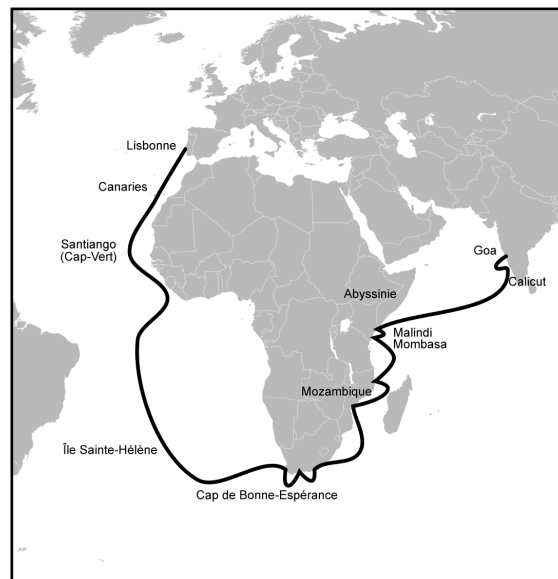 Lisbonne
Canaries
Santiango
(Cap-Vert)
Goa
Calicut
Abyssinie
Malindi
Mombasa
Mozambique
Île Sainte-Hélène
Cap de Bonne-Espérance